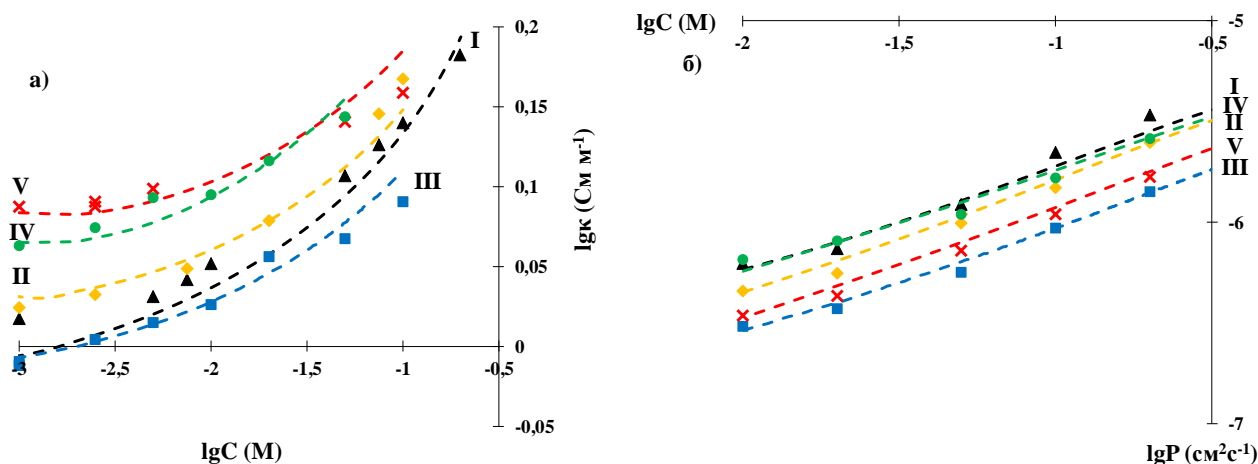 а)
0,2
0,15
0,1
0,05
0
-0,05
-3
-2,5
-2
-1,5
-1
-0,5
lgC (M)
lgκ ((См м⁻¹)
I
II
III
IV
V
б)
lgC (M)
-2
-1,5
-1
-0,5
-5
-6
-7
I
IV
II
V
III
lgP (см²с⁻¹)